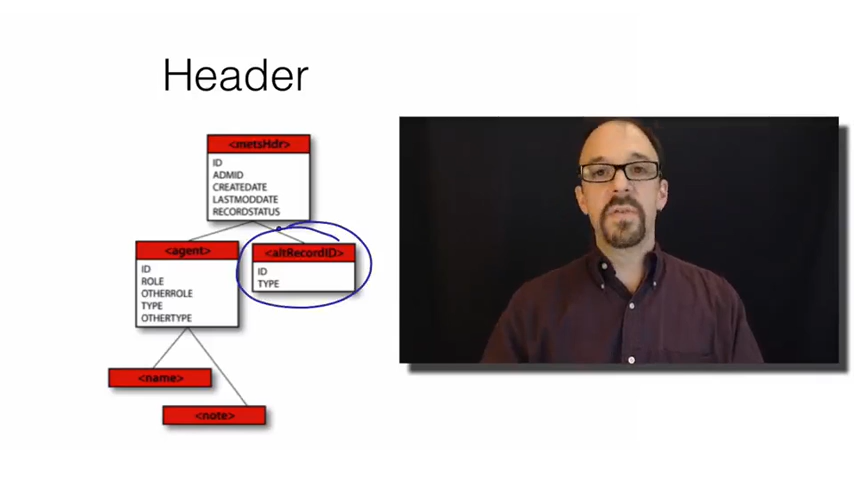 Header
<metsHdr>
ID
ADMID
CREATEDATE
LASTMODDATE
RECORDSTATUS
<agent>
ID
ROLE
OTHERROLE
TYPE
OTHERTYPE
<altRecordID>
ID
TYPE
<name>
<note>